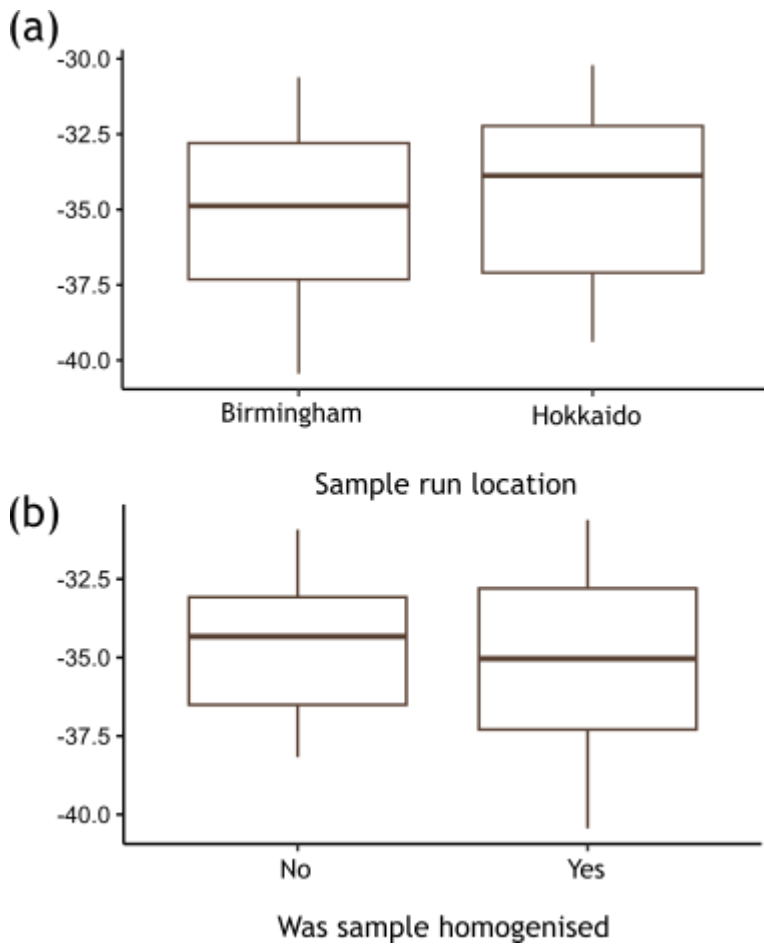 (a)
-30.0
-32.5
-35.0
-37.5
-40.0
Birmingham Hokkaido
Sample run location
(b)
-32.5
-35.0
-37.5
-40.0
No Yes
Was sample homogenised